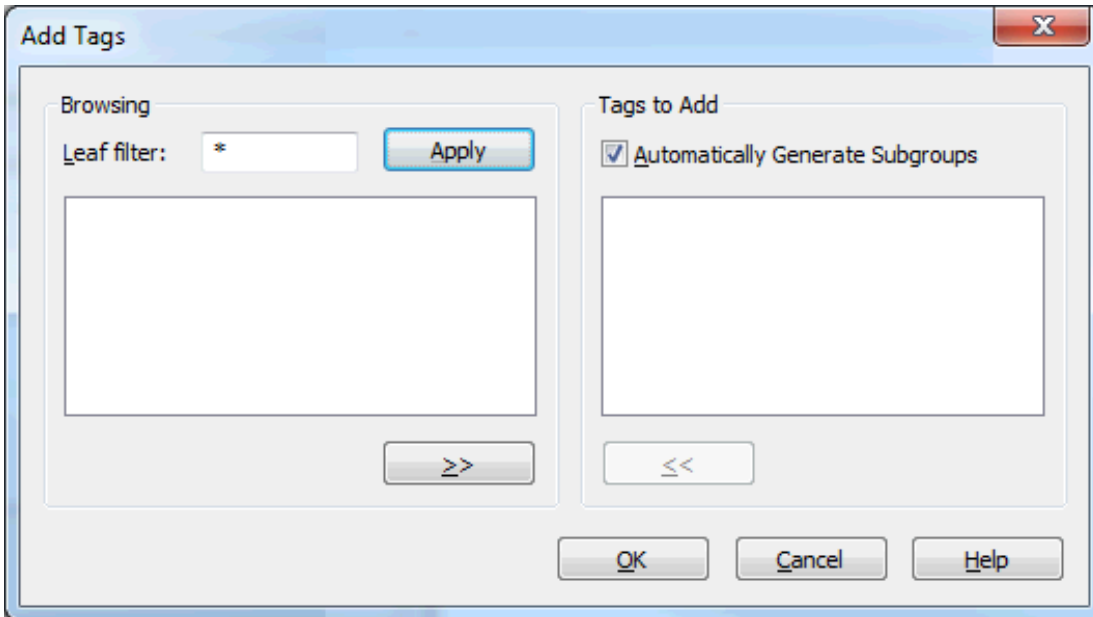 Add Tags
Browsing
Leaf filter: * Apply
>>
Tags to Add
Automatically Generate Subgroups
<<
OK Cancel Help